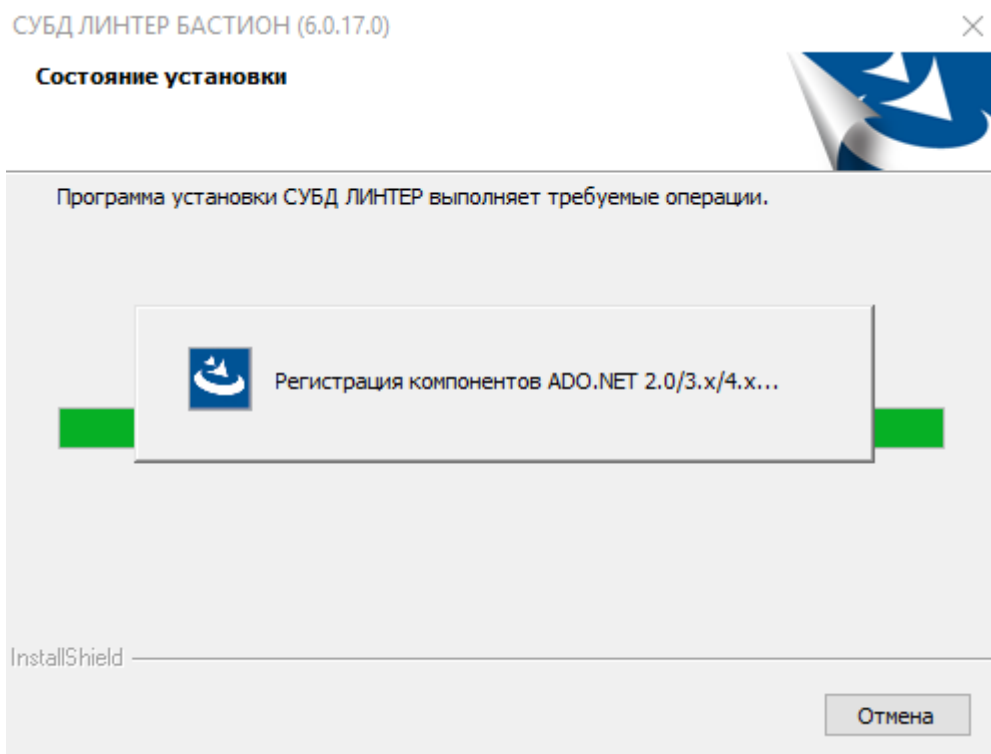 СУБД ЛИНТЕР БАСТИОН (6.0.17.0)
Состояние установки
Программа установки СУБД ЛИНТЕР выполняет требуемые операции.
Регистрация компонентов ADO.NET 2.0/3.x/4.x...
InstallShield
Отмена